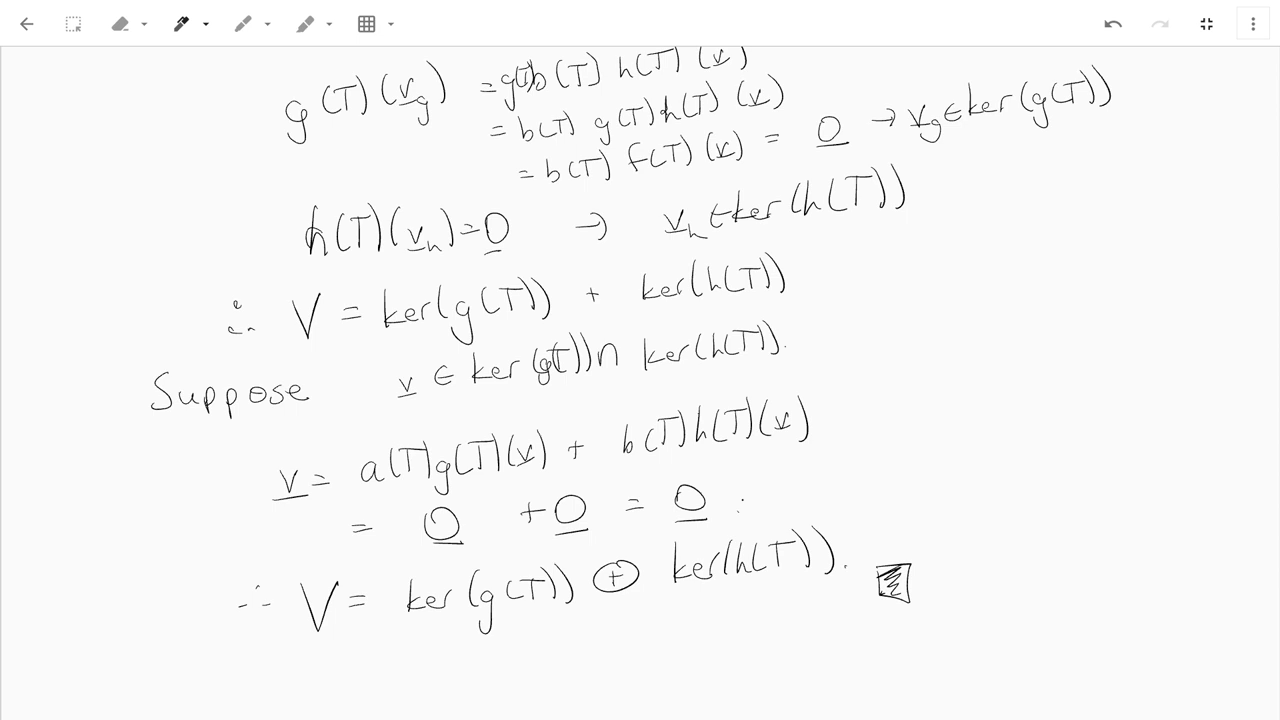 g(T)(v_g) = g(T)b(T) h(T) (v)
= b(T) g(T)h(T) (v)
= b(T) f(T) (v) = 0 → v_g ∈ ker(g(T))
h(T)(v_h) = 0 → v_h ∈ ker(h(T))
∴ V = ker(g(T)) + ker(h(T))
Suppose v ∈ ker(g(T)) ∩ ker(h(T)).
v = a(T)g(T)(v) + b(T)h(T)(v)
= 0 + 0 = 0 .
∴ V = ker(g(T)) ⊕ ker(h(T)).